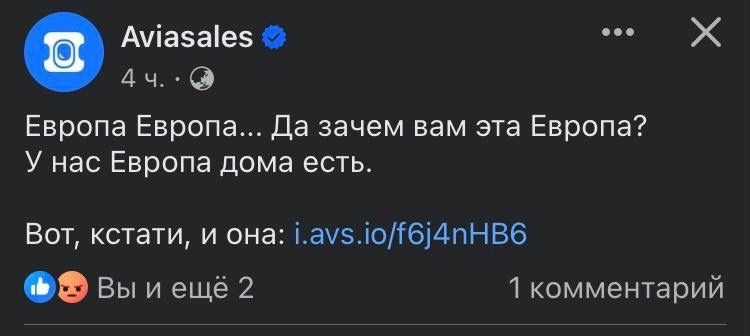 Aviasales
4 ч. ·
Европа Европа... Да зачем вам эта Европа?
У нас Европа дома есть.
Вот, кстати, и она: i.avs.io/f6j4nHB6
Вы и ещё 2 1 комментарий